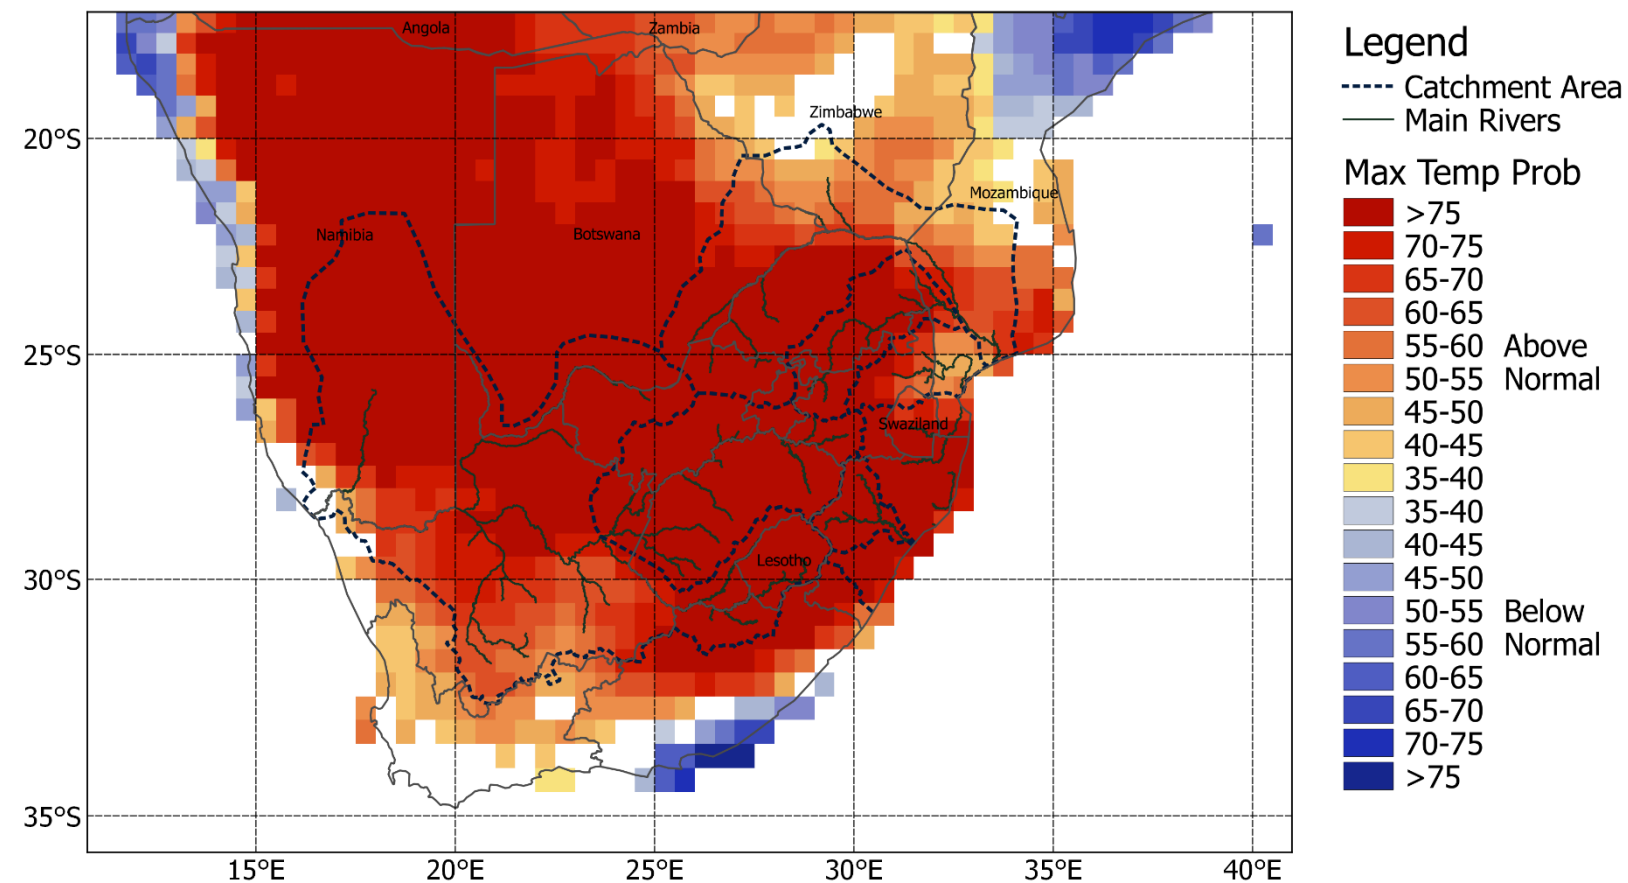 Angola
Zambia
Zimbabwe
Mozambique
Namibia
Botswana
Swaziland
Lesotho
20°S
25°S
30°S
35°S
15°E
20°E
25°E
30°E
35°E
40°E
Legend
Catchment Area
Main Rivers
Max Temp Prob
>75
70-75
65-70
60-65
55-60 Above
50-55 Normal
45-50
40-45
35-40
35-40
40-45
45-50
50-55 Below
55-60 Normal
60-65
65-70
70-75
>75